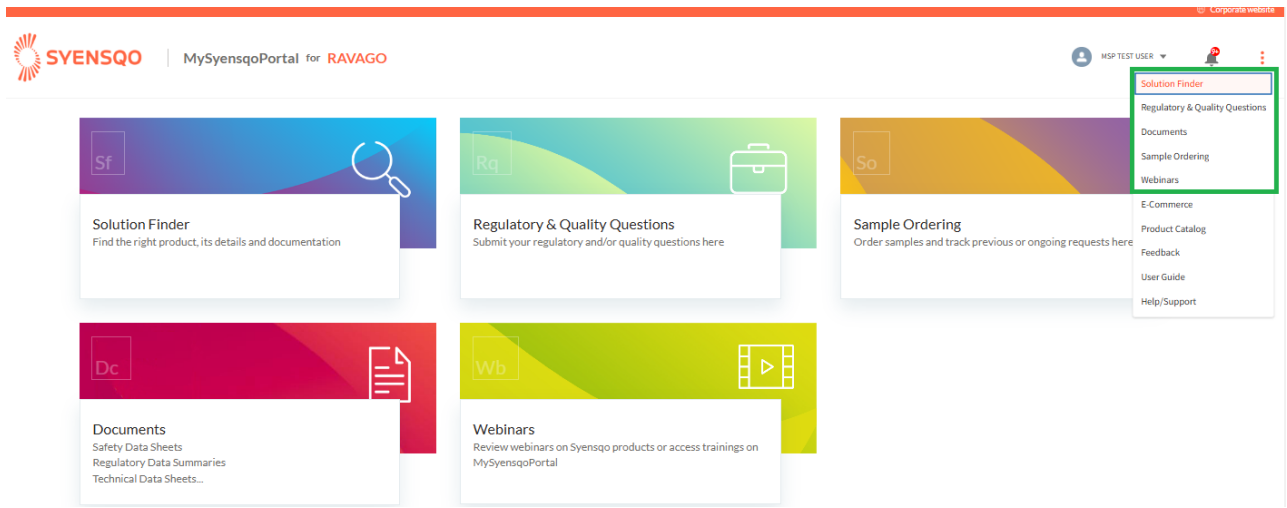 Corporate website
SYENSQO
MySyensqoPortal for RAVAGO
MSP TEST USER
9+
Solution Finder
Regulatory & Quality Questions
Documents
Sample Ordering
Webinars
E-Commerce
Product Catalog
Feedback
User Guide
Help/Support
Sf
Solution Finder
Find the right product, its details and documentation
Rq
Regulatory & Quality Questions
Submit your regulatory and/or quality questions here
So
Sample Ordering
Order samples and track previous or ongoing requests here
Dc
Documents
Safety Data Sheets
Regulatory Data Summaries
Technical Data Sheets...
Wb
Webinars
Review webinars on Syensqo products or access trainings on
MySyensqoPortal